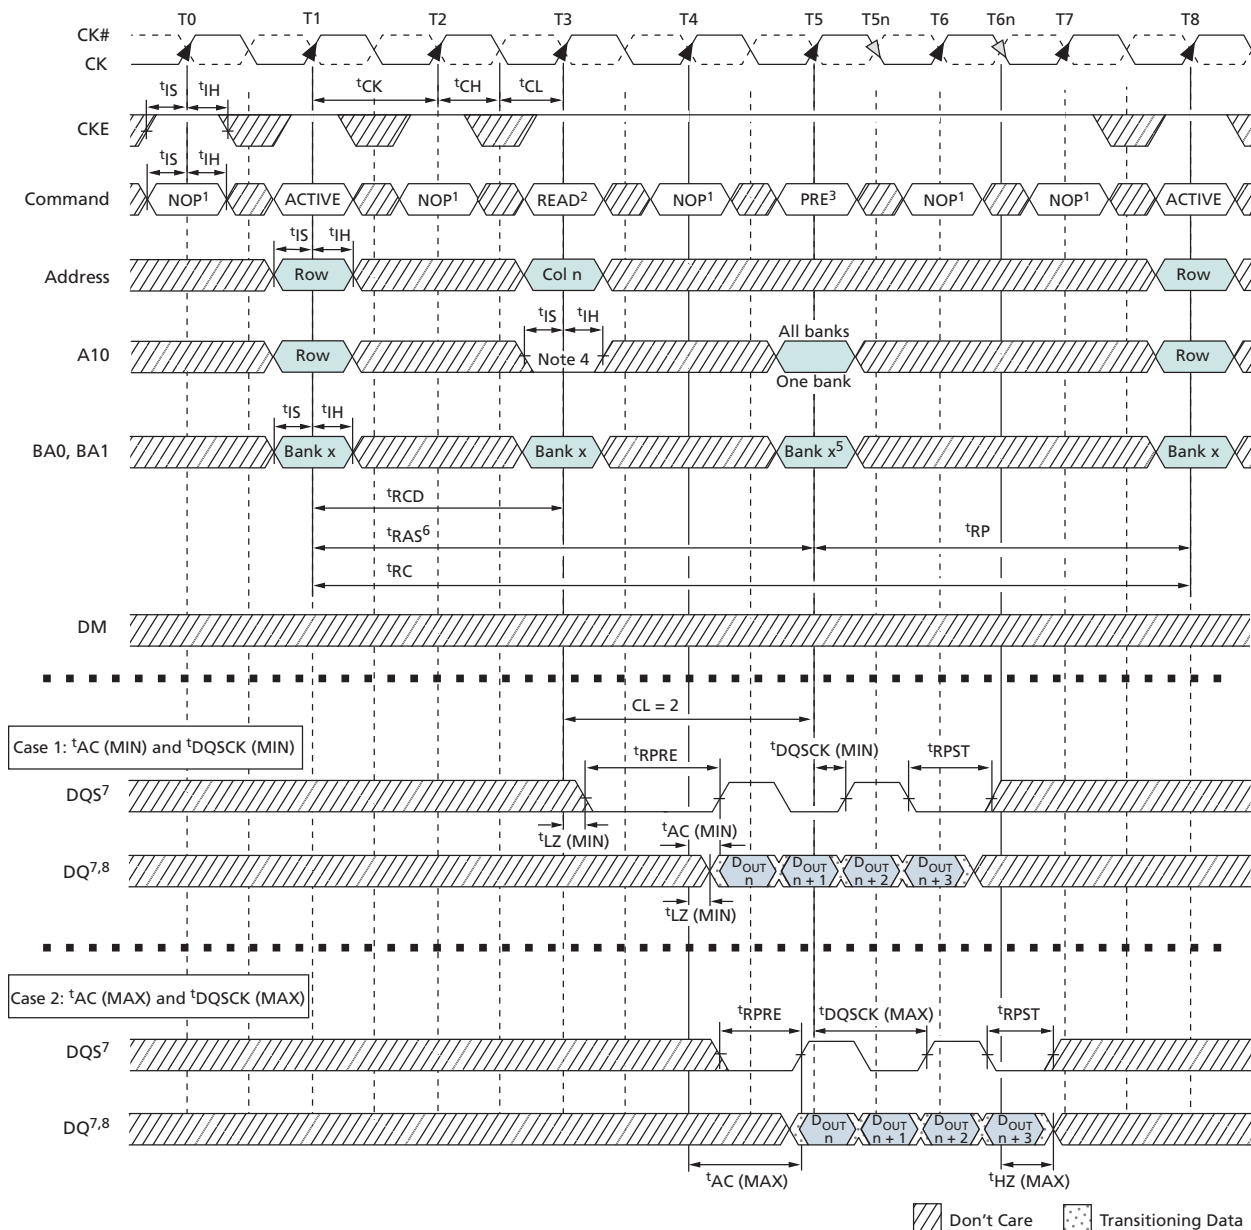 T0 T1 T2 T3 T4 T5 T5n T6 T6n T7 T8
CK#
CK
tCK tCH tCL
tIS tIH
CKE
tIS tIH
Command NOP1 ACTIVE NOP1 READ2 NOP1 PRE3 NOP1 NOP1 ACTIVE
tIS tIH
Address Row Col n Row
tIS tIH All banks
A10 Row Note 4 Row
One bank
tIS tIH
BA0, BA1 Bank x Bank x Bank x5 Bank x
tRCD
tRAS6 tRP
tRC
DM
CL = 2
Case 1: tAC (MIN) and tDQSCK (MIN)
tRPRE tDQSCK (MIN) tRPST
DQS7
tLZ (MIN) tAC (MIN)
DQ7,8 DOUT n DOUT n + 1 DOUT n + 2 DOUT n + 3
tLZ (MIN)
Case 2: tAC (MAX) and tDQSCK (MAX)
tRPRE tDQSCK (MAX) tRPST
DQS7
DQ7,8 DOUT n DOUT n + 1 DOUT n + 2 DOUT n + 3
tAC (MAX) tHZ (MAX)
Don't Care Transitioning Data